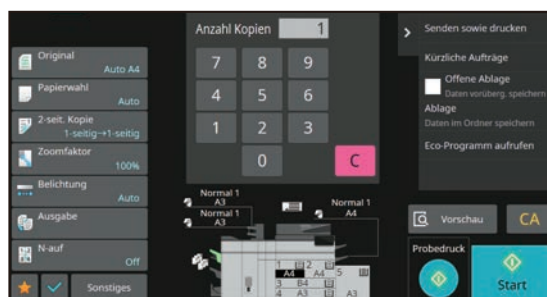 Original
Auto A4
Papierwahl
Auto
2-seit. Kopie
1-seitig→1-seitig
Zoomfaktor
100%
Belichtung
Auto
Ausgabe
N-auf
Off
Sonstiges
Anzahl Kopien 1
7 8 9
4 5 6
1 2 3
0 C
Normal 1
A3
Normal 1
A3
Normal 1
A4
1 2
A4 A4 5
3 B4
4 A3 A3
Senden sowie drucken
Kürzliche Aufträge
Offene Ablage
Daten vorüberg. speichern
Ablage
Daten im Ordner speichern
Eco-Programm aufrufen
Vorschau CA
Probedruck
Start